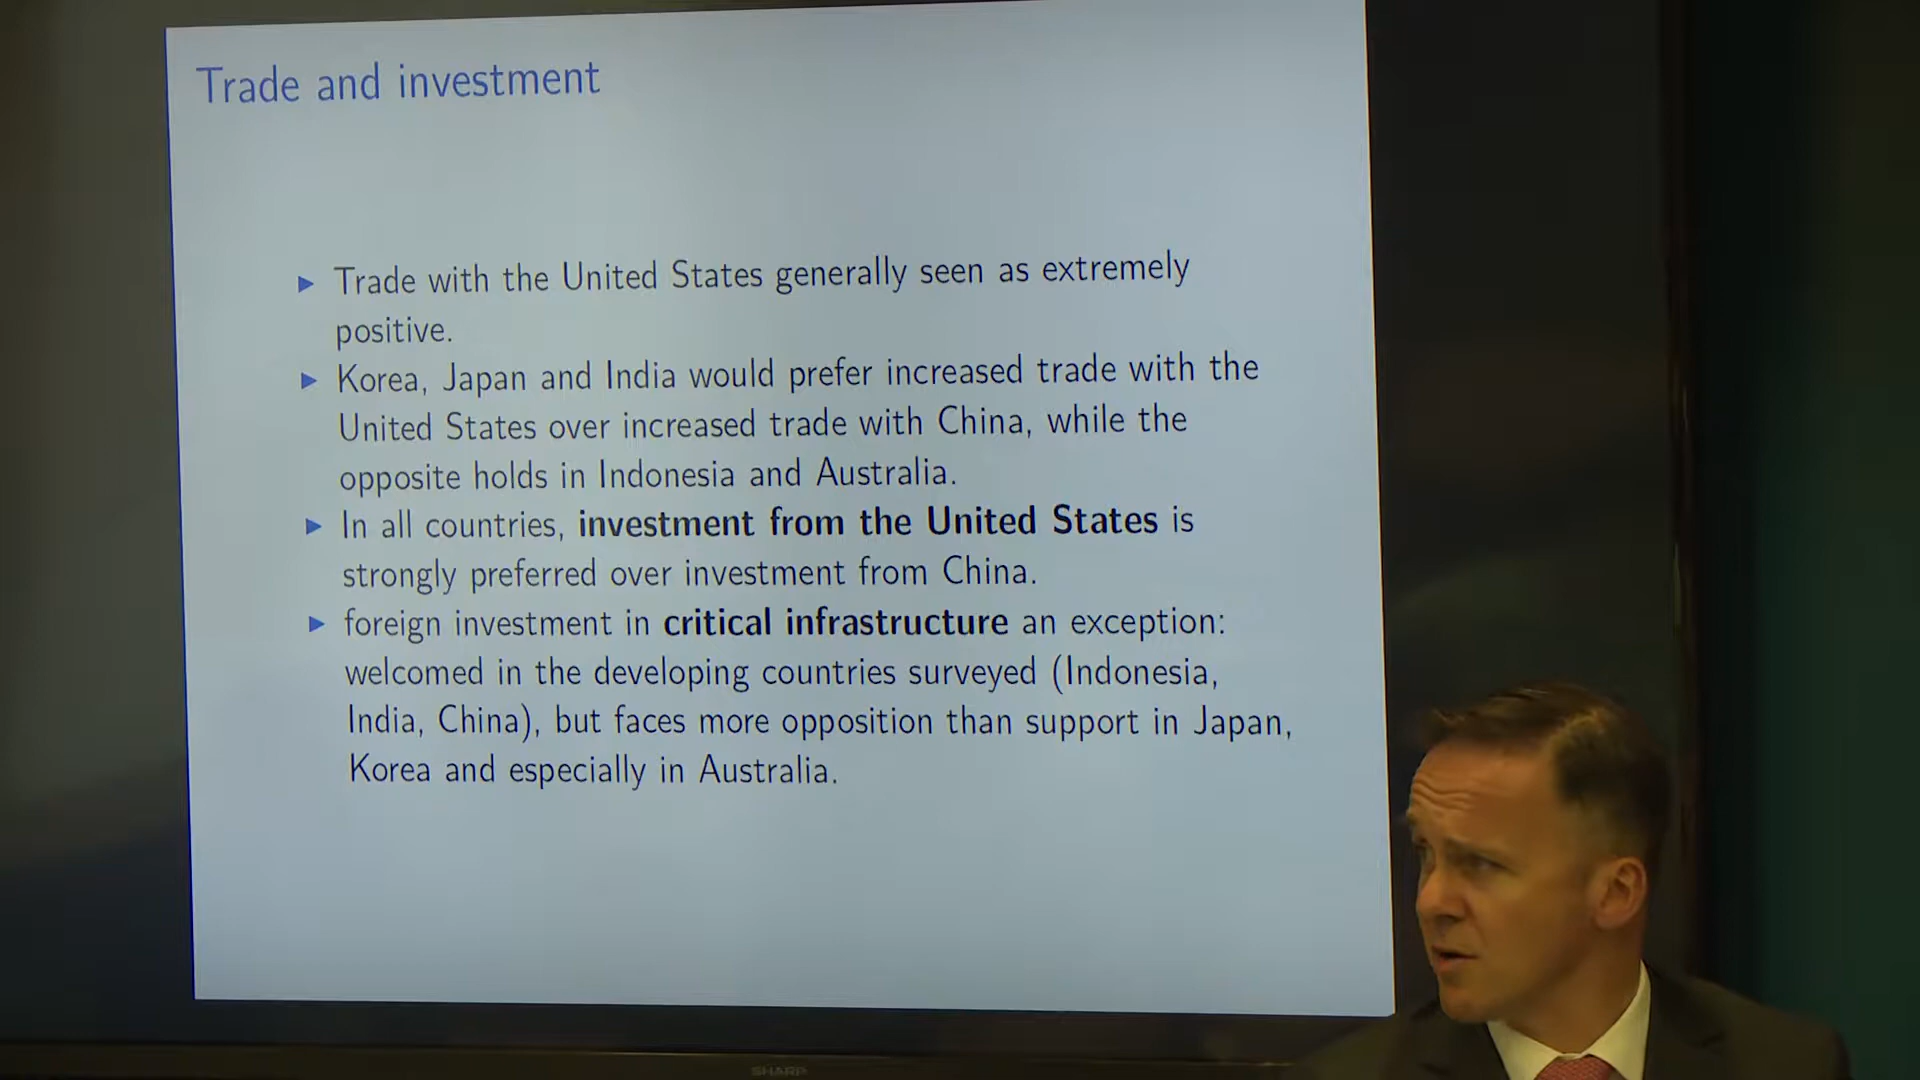 Trade and investment
▶ Trade with the United States generally seen as extremely
positive.
▶ Korea, Japan and India would prefer increased trade with the
United States over increased trade with China, while the
opposite holds in Indonesia and Australia.
▶ In all countries, investment from the United States is
strongly preferred over investment from China.
▶ foreign investment in critical infrastructure an exception:
welcomed in the developing countries surveyed (Indonesia,
India, China), but faces more opposition than support in Japan,
Korea and especially in Australia.
SHARP